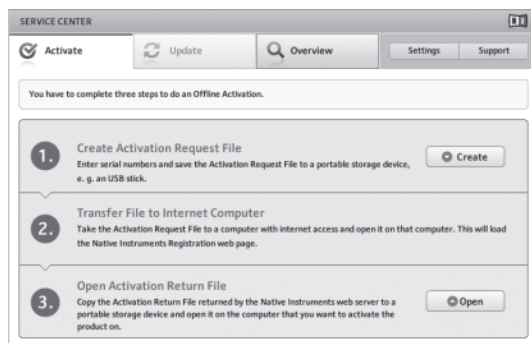 SERVICE CENTER
Activate
Update
Overview
Settings
Support
You have to complete three steps to do an Offline Activation.
1.
Create Activation Request File
Enter serial numbers and save the Activation Request File to a portable storage device,
e. g. an USB stick.
Create
2.
Transfer File to Internet Computer
Take the Activation Request File to a computer with internet access and open it on that computer. This will load
the Native Instruments Registration web page.
3.
Open Activation Return File
Copy the Activation Return File returned by the Native Instruments web server to a
portable storage device and open it on the computer that you want to activate the
product on.
Open